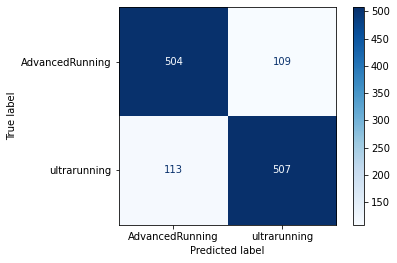 AdvancedRunning
ultrarunning
True label
504
109
113
507
AdvancedRunning
ultrarunning
Predicted label
500
450
400
350
300
250
200
150